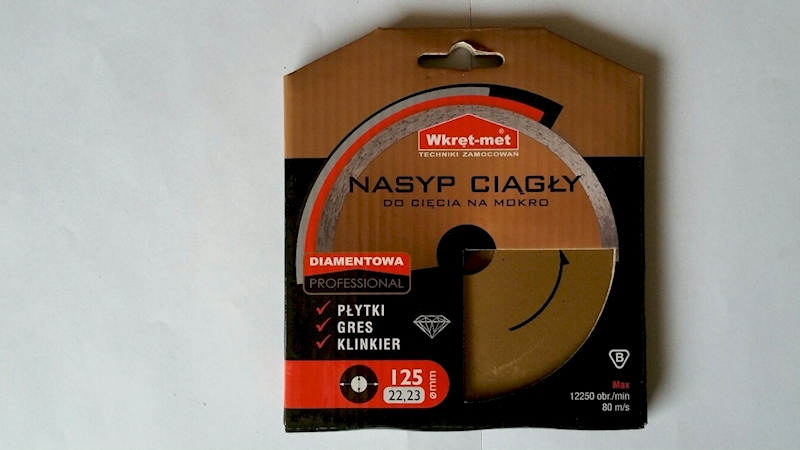 Wkręt-met®
TECHNIKI ZAMOCOWAŃ
NASYP CIĄGŁY
DO CIĘCIA NA MOKRO
DIAMENTOWA
PROFESSIONAL
PŁYTKI
GRES
KLINKIER
125
22,23
ømm
B
Max
12250 obr./min
80 m/s